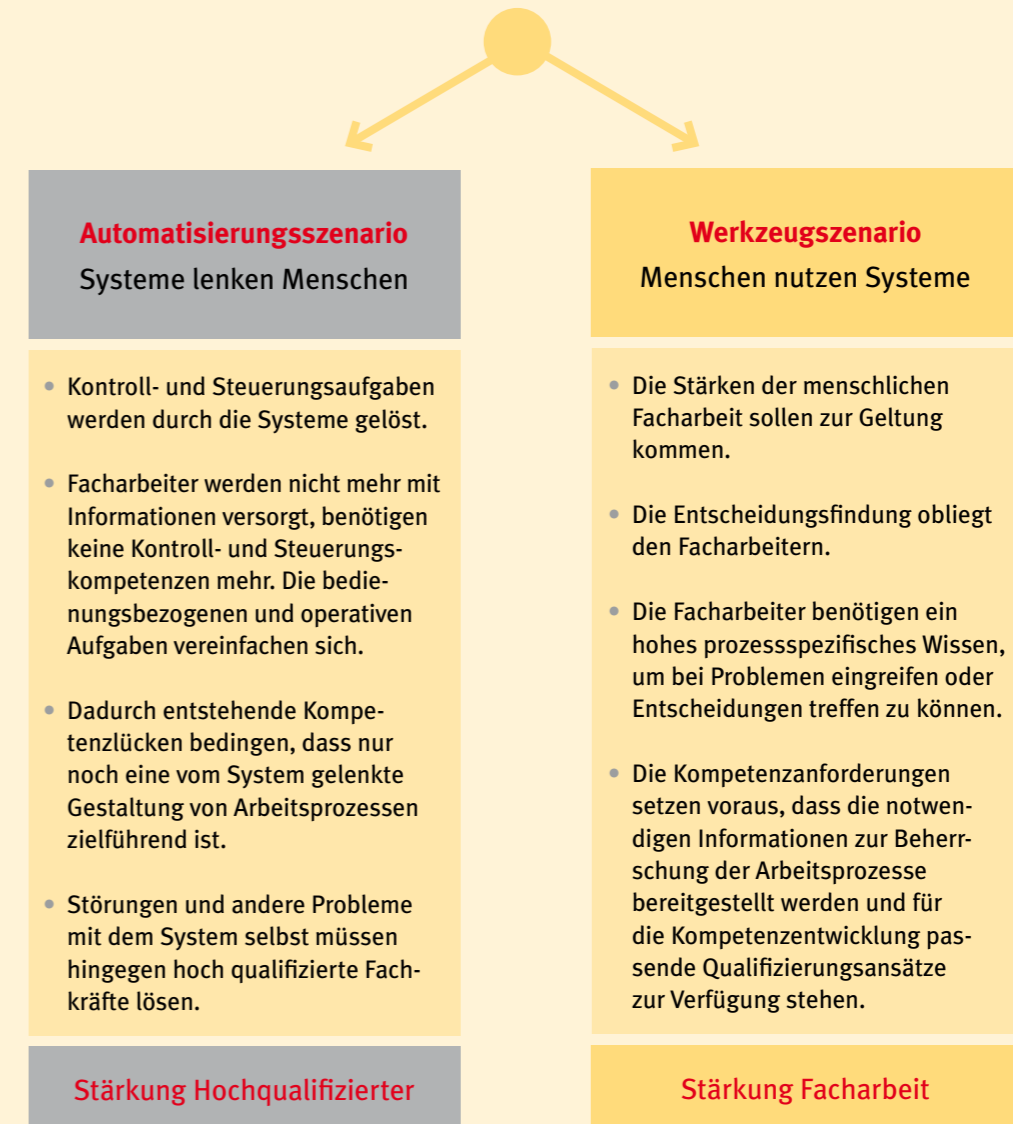 Automatisierungsszenario
Systeme lenken Menschen
• Kontroll- und Steuerungsaufgaben
werden durch die Systeme gelöst.
• Facharbeiter werden nicht mehr mit
Informationen versorgt, benötigen
keine Kontroll- und Steuerungs-
kompetenzen mehr. Die bedie-
nungsbezogenen und operativen
Aufgaben vereinfachen sich.
• Dadurch entstehende Kompe-
tenzlücken bedingen, dass nur
noch eine vom System gelenkte
Gestaltung von Arbeitsprozessen
zielführend ist.
• Störungen und andere Probleme
mit dem System selbst müssen
hingegen hoch qualifizierte Fach-
kräfte lösen.
Stärkung Hochqualifizierter
Werkzeugszenario
Menschen nutzen Systeme
• Die Stärken der menschlichen
Facharbeit sollen zur Geltung
kommen.
• Die Entscheidungsfindung obliegt
den Facharbeitern.
• Die Facharbeiter benötigen ein
hohes prozessspezifisches Wissen,
um bei Problemen eingreifen oder
Entscheidungen treffen zu können.
• Die Kompetenzanforderungen
setzen voraus, dass die notwen-
digen Informationen zur Beherr-
schung der Arbeitsprozesse
bereitgestellt werden und für
die Kompetenzentwicklung pas-
sende Qualifizierungsansätze
zur Verfügung stehen.
Stärkung Facharbeit